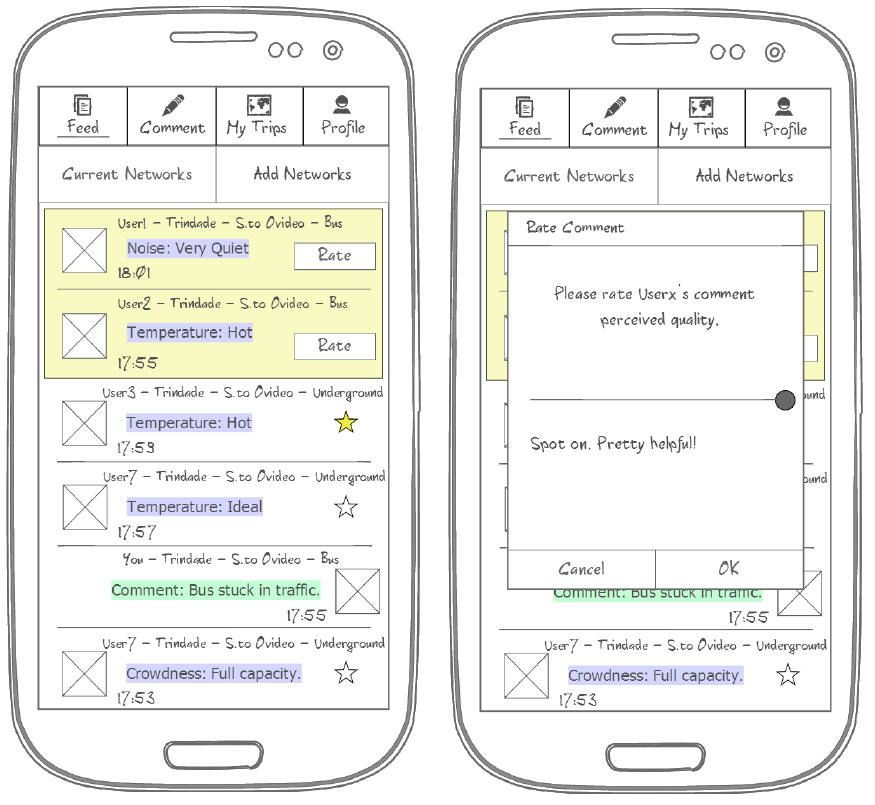 Feed Comment My Trips Profile
Current Networks Add Networks
User1 - Trindade - S.to Ovideo - Bus
Noise: Very Quiet
Rate
18:01
User2 - Trindade - S.to Ovideo - Bus
Temperature: Hot
Rate
17:55
User3 - Trindade - S.to Ovideo - Underground
Temperature: Hot
17:53
User7 - Trindade - S.to Ovideo - Underground
Temperature: Ideal
17:57
You - Trindade - S.to Ovideo - Bus
Comment: Bus stuck in traffic.
17:55
User7 - Trindade - S.to Ovideo - Underground
Crowdness: Full capacity.
17:53
Feed Comment My Trips Profile
Current Networks Add Networks
Rate Comment
Please rate Userx's comment
perceived quality.
Spot on. Pretty helpful!
Cancel OK
Comment: Bus stuck in traffic.
17:55
User7 - Trindade - S.to Ovideo - Underground
Crowdness: Full capacity.
17:53